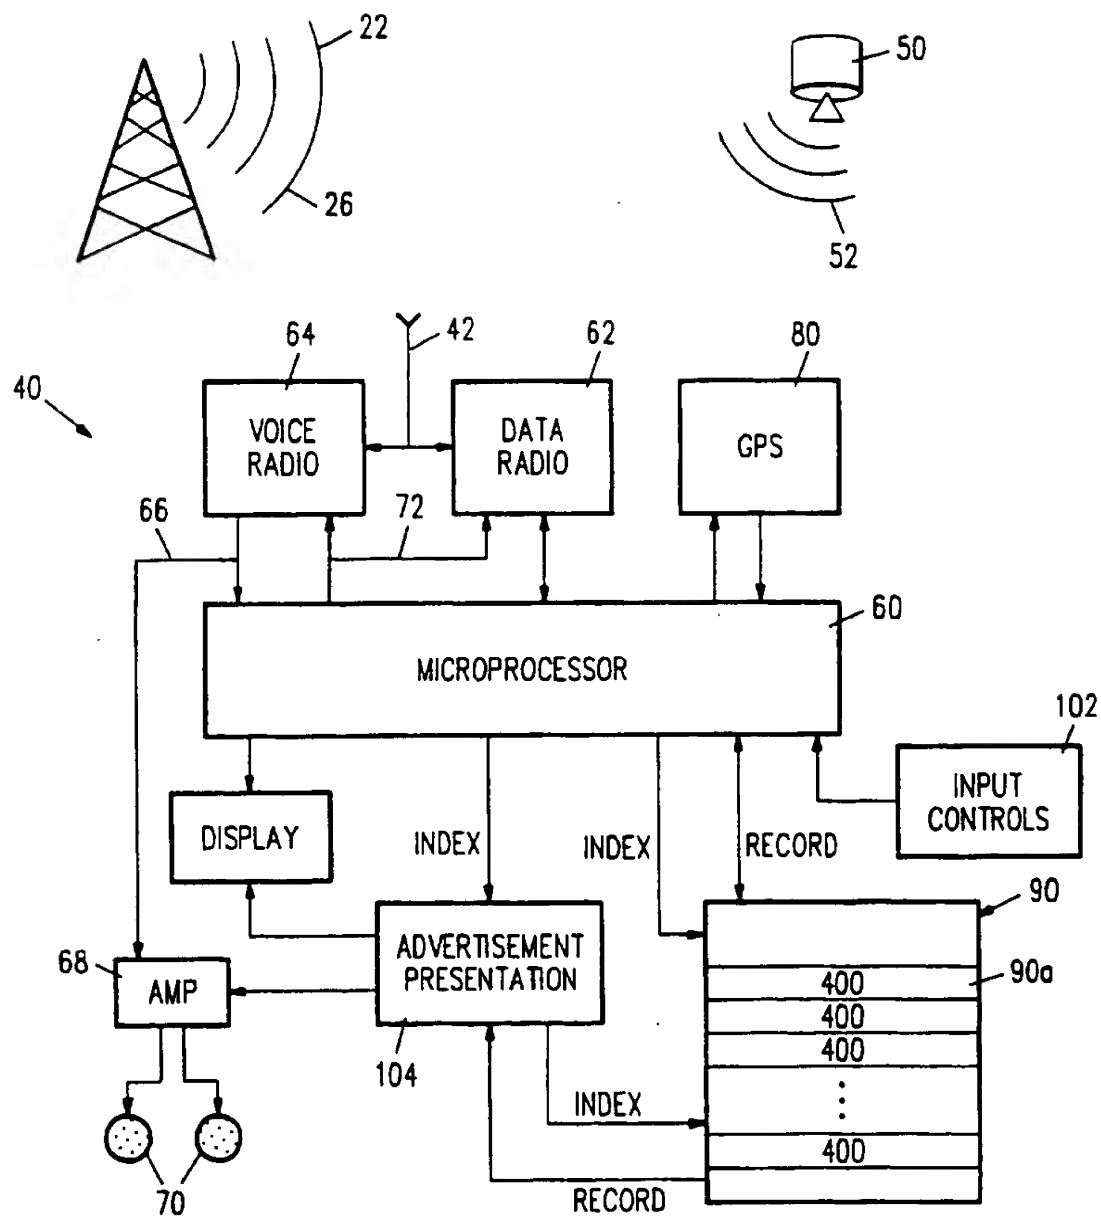 22
26
50
52
42
64
62
80
40
VOICE
RADIO
DATA
RADIO
GPS
66
72
60
MICROPROCESSOR
102
INPUT
CONTROLS
DISPLAY
INDEX
INDEX
RECORD
90
68
AMP
ADVERTISEMENT
PRESENTATION
400
90a
400
400
104
INDEX
400
70
RECORD